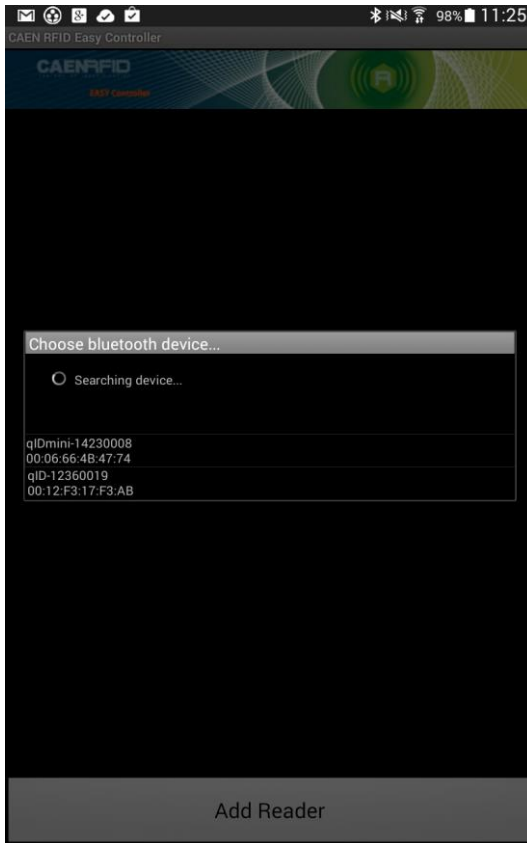 98% 11:25
CAEN RFID Easy Controller
CAENRFID
EASY Controller
Choose bluetooth device...
Searching device...
qIDmini-14230008
00:06:66:4B:47:74
qID-12360019
00:12:F3:17:F3:AB
Add Reader